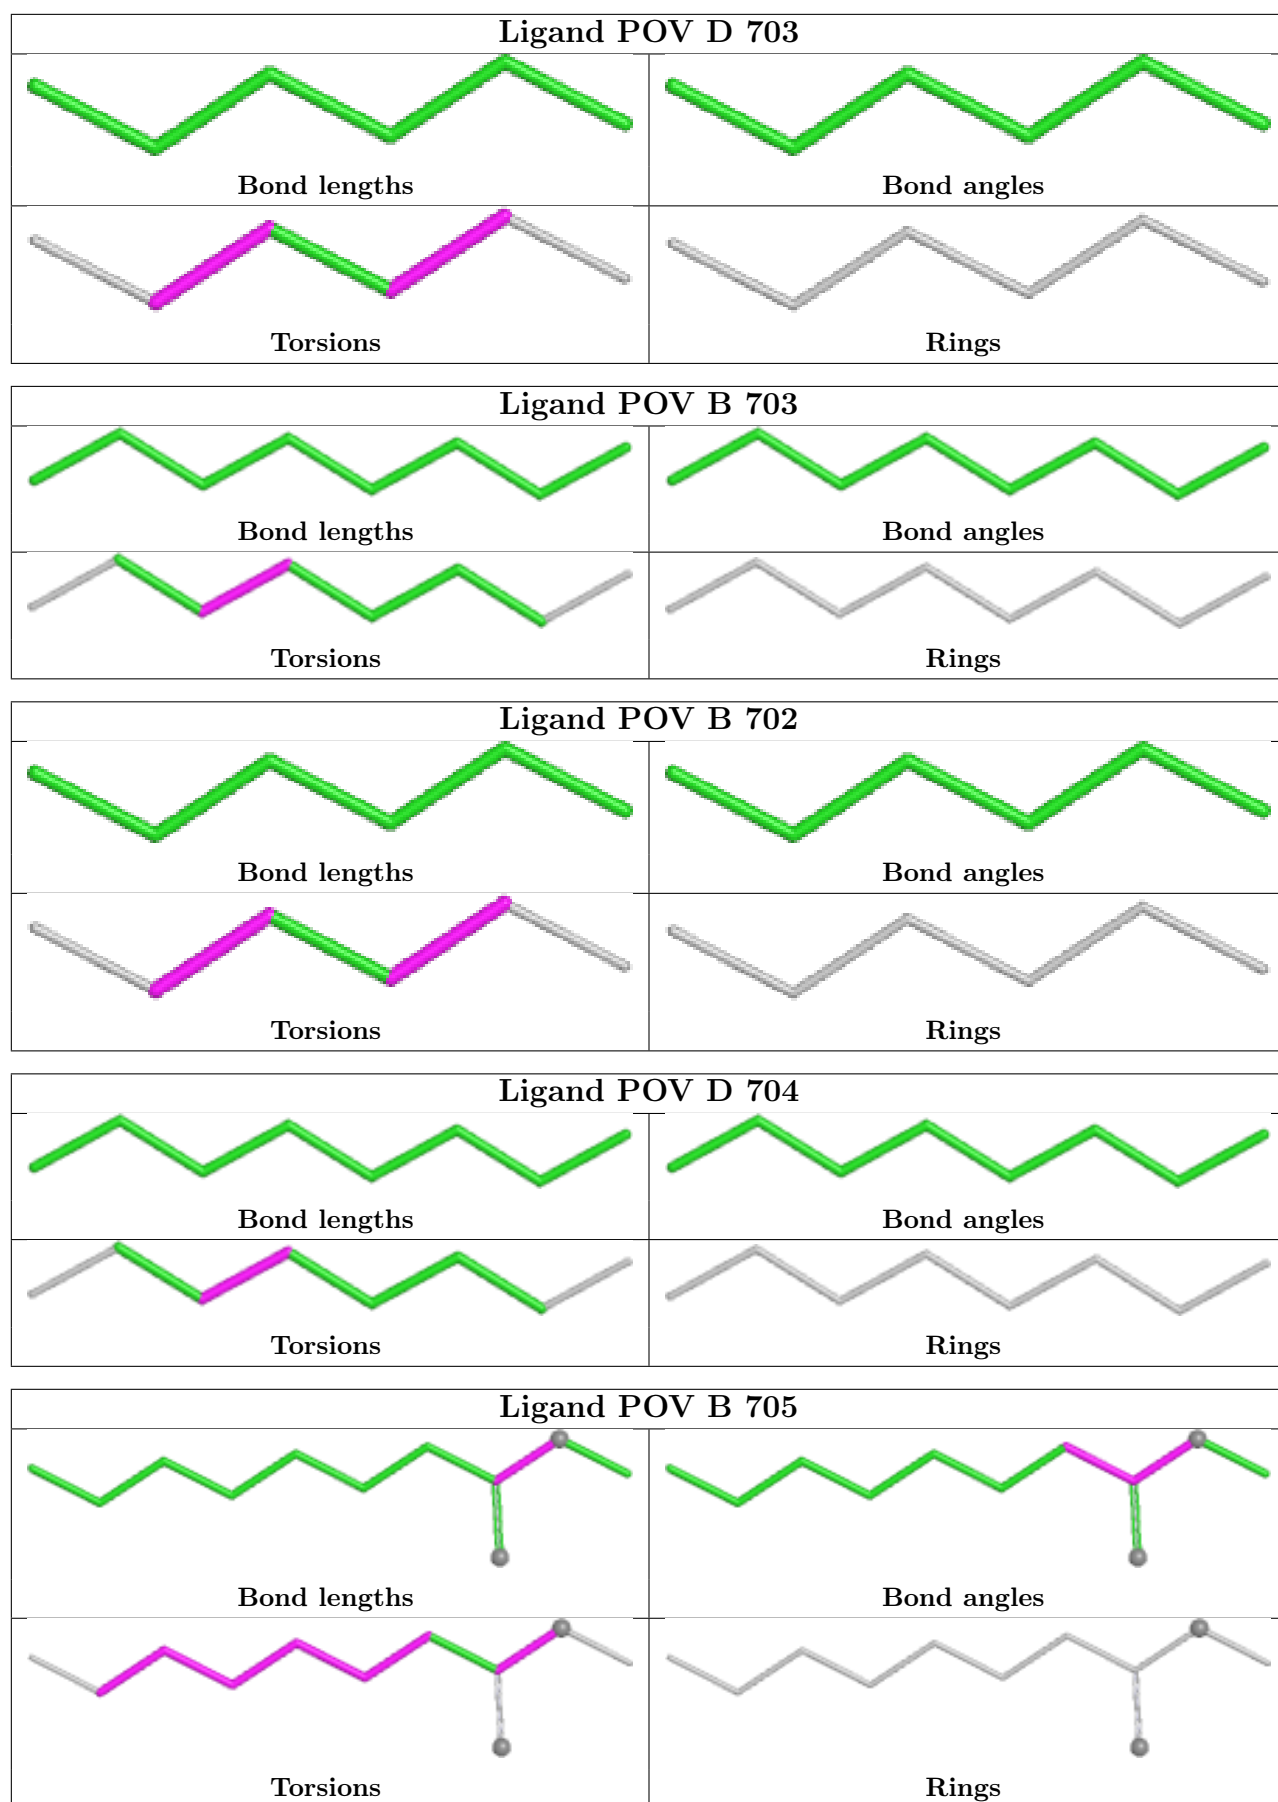 Ligand POV D 703
Bond lengths
Bond angles
Torsions
Rings
Ligand POV B 703
Bond lengths
Bond angles
Torsions
Rings
Ligand POV B 702
Bond lengths
Bond angles
Torsions
Rings
Ligand POV D 704
Bond lengths
Bond angles
Torsions
Rings
Ligand POV B 705
Bond lengths
Bond angles
Torsions
Rings